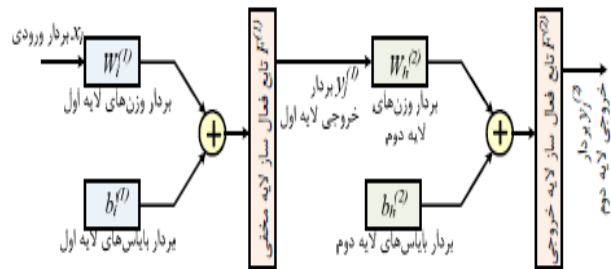 بردار ورودی xᵢ
Wᵢ⁽¹⁾
بردار وزن‌های لایه اول
bᵢ⁽¹⁾
بردار بایاس‌های لایه اول
+
تابع فعال ساز لایه مخفی F⁽¹⁾
بردار yⱼ⁽¹⁾
خروجی لایه اول
Wₕ⁽²⁾
بردار وزن‌های
لایه دوم
bₕ⁽²⁾
بردار بایاس‌های لایه دوم
+
تابع فعال ساز لایه خروجی F⁽²⁾
بردار yⱼ⁽²⁾
خروجی لایه دوم